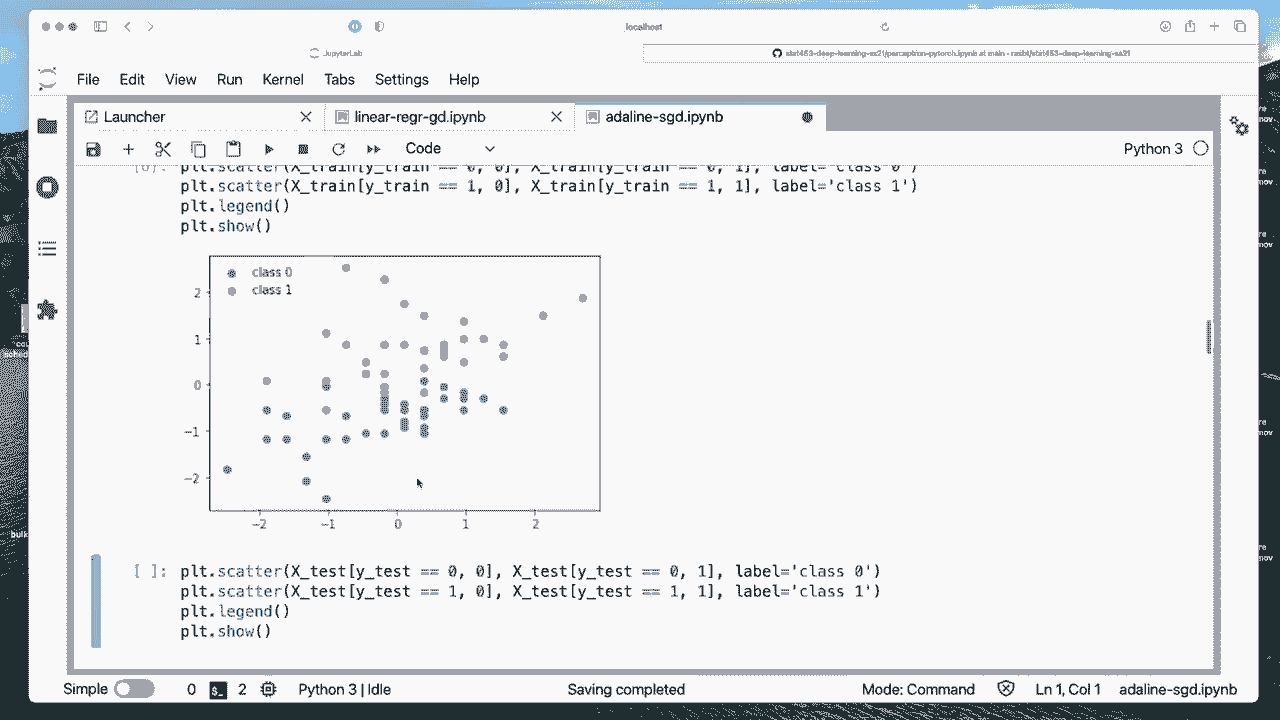 localhost
JupyterLab
stat453-deep-learning-ss21/perceptron-pytorch.ipynb at main · rasbt/stat453-deep-learning-ss21
File Edit View Run Kernel Tabs Settings Help
Launcher linear-regr-gd.ipynb adaline-sgd.ipynb
Code Python 3
plt.scatter(X_train[y_train == 0, 0], X_train[y_train == 0, 1], label='class 0')
plt.scatter(X_train[y_train == 1, 0], X_train[y_train == 1, 1], label='class 1')
plt.legend()
plt.show()
class 0
class 1
2
1
0
−1
−2
−2 −1 0 1 2
[ ]: plt.scatter(X_test[y_test == 0, 0], X_test[y_test == 0, 1], label='class 0')
plt.scatter(X_test[y_test == 1, 0], X_test[y_test == 1, 1], label='class 1')
plt.legend()
plt.show()
Simple 0 2 Python 3 | Idle Saving completed Mode: Command Ln 1, Col 1 adaline-sgd.ipynb